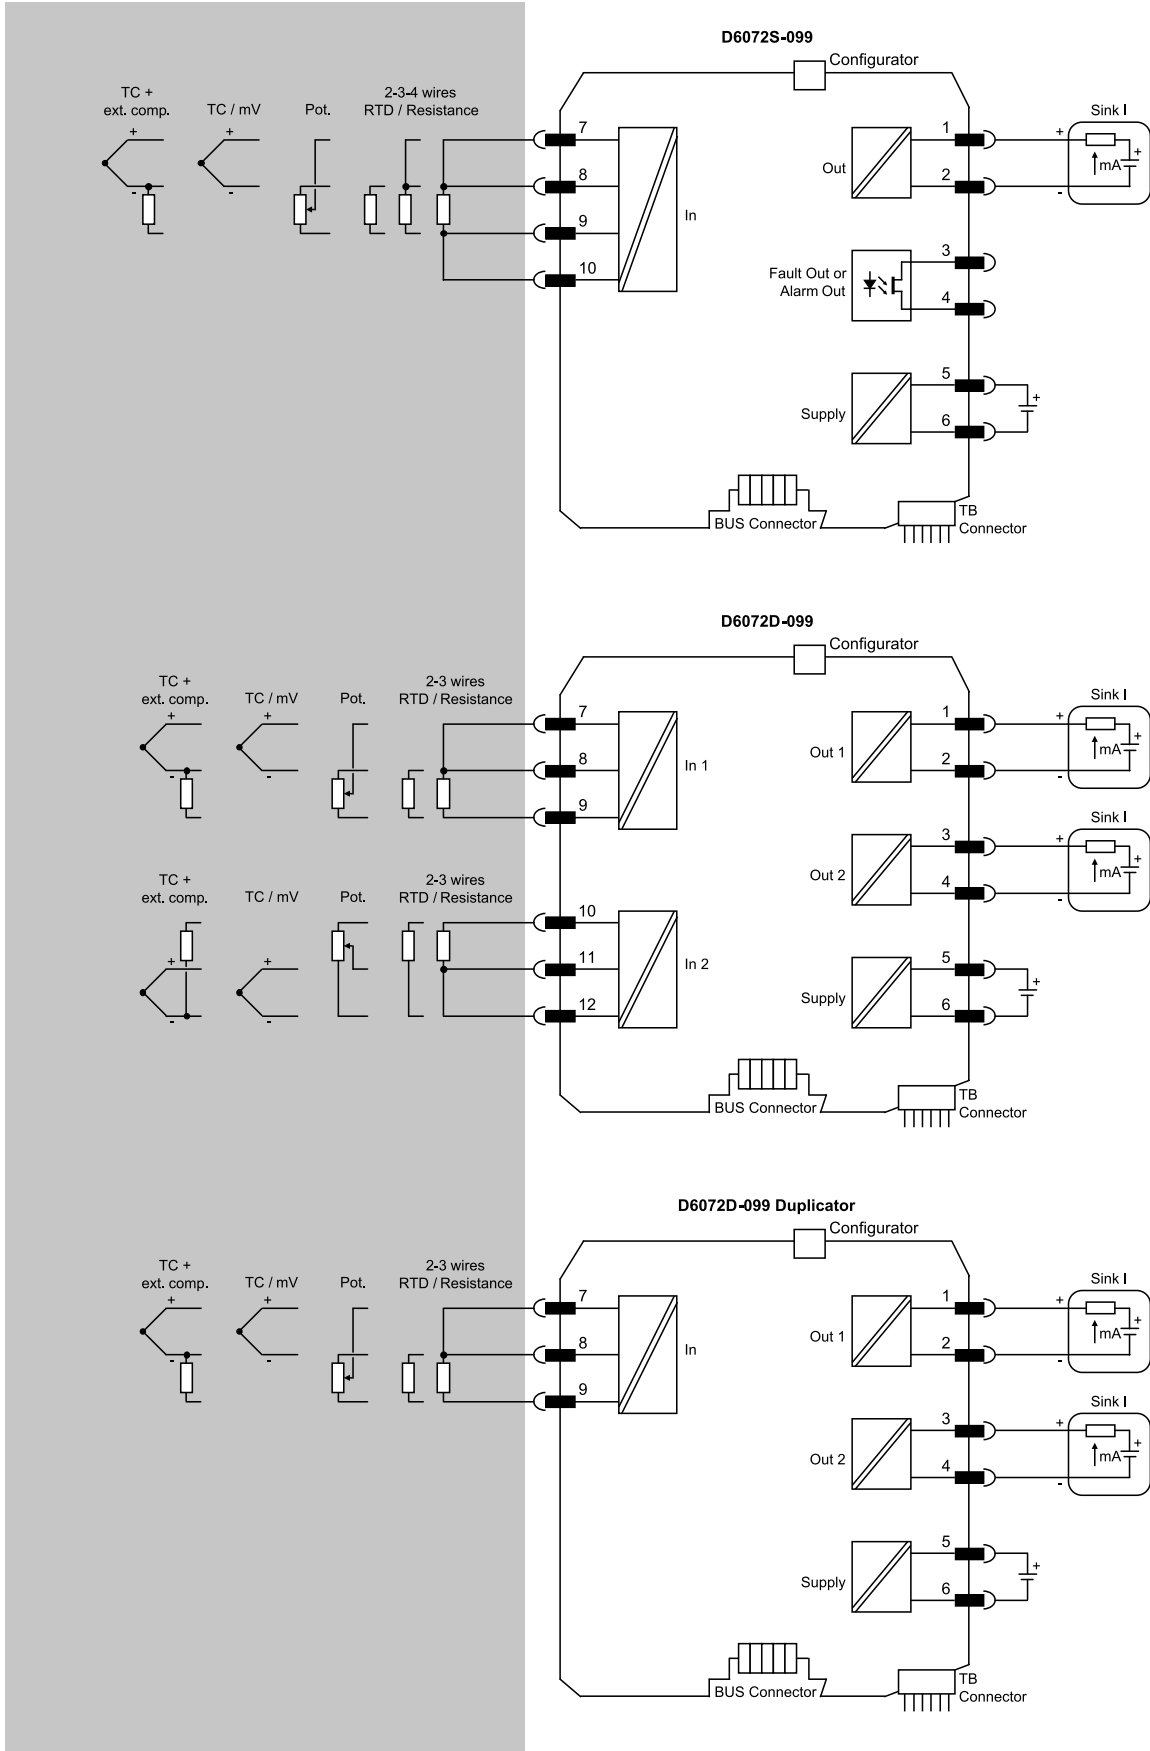 D6072S-099
Configurator
TC +
ext. comp.
TC / mV
Pot.
2-3-4 wires
RTD / Resistance
+
-
+
-
7
8
9
10
In
Out
1
2
Sink I
+
-
mA
+
Fault Out or
Alarm Out
3
4
Supply
5
6
+
BUS Connector
TB
Connector
D6072D-099
Configurator
TC +
ext. comp.
TC / mV
Pot.
2-3 wires
RTD / Resistance
+
-
+
-
7
8
9
In 1
Out 1
1
2
Sink I
+
-
mA
+
TC +
ext. comp.
TC / mV
Pot.
2-3 wires
RTD / Resistance
+
-
+
-
10
11
12
In 2
Out 2
3
4
Sink I
+
-
mA
+
Supply
5
6
+
BUS Connector
TB
Connector
D6072D-099 Duplicator
Configurator
TC +
ext. comp.
TC / mV
Pot.
2-3 wires
RTD / Resistance
+
-
+
-
7
8
9
In
Out 1
1
2
Sink I
+
-
mA
+
Out 2
3
4
Sink I
+
-
mA
+
Supply
5
6
+
BUS Connector
TB
Connector